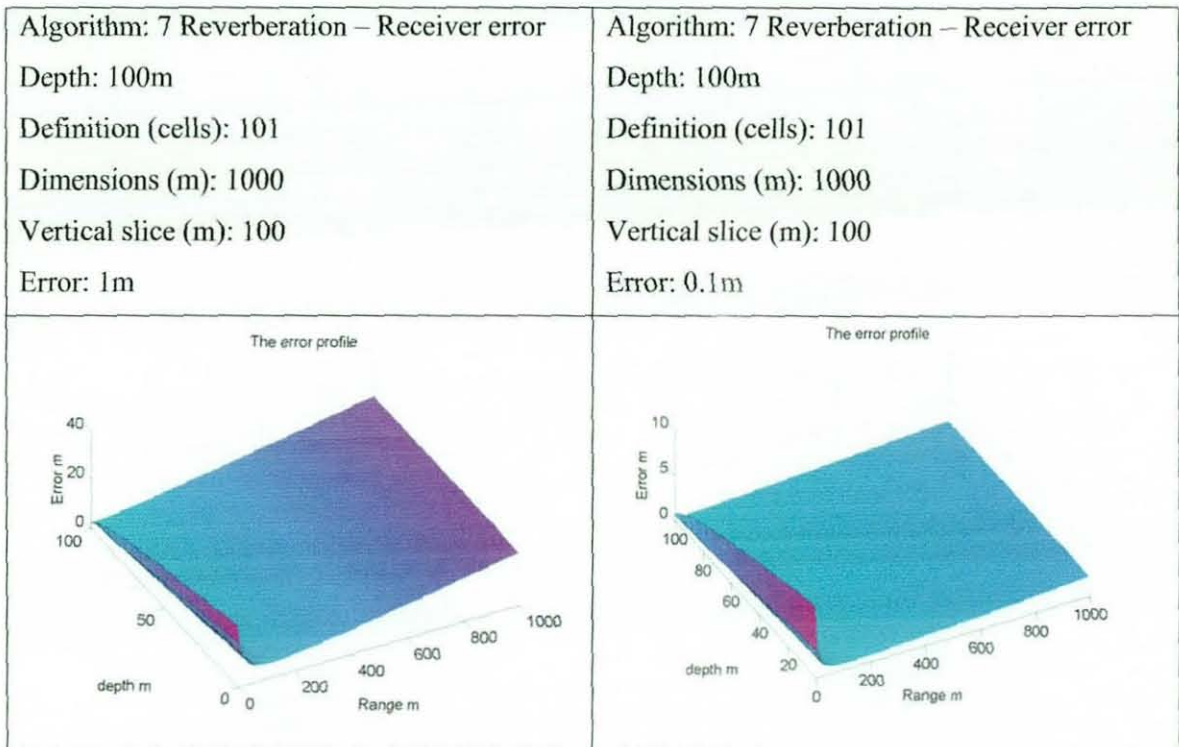 Algorithm: 7 Reverberation – Receiver error
Depth: 100m
Definition (cells): 101
Dimensions (m): 1000
Vertical slice (m): 100
Error: 1m
Algorithm: 7 Reverberation – Receiver error
Depth: 100m
Definition (cells): 101
Dimensions (m): 1000
Vertical slice (m): 100
Error: 0.1m
The error profile
40
20
0
Error m
100
50
0
depth m
0
200
400
600
800
1000
Range m
The error profile
10
5
0
Error m
100
80
60
40
20
0
depth m
200
400
600
800
1000
Range m